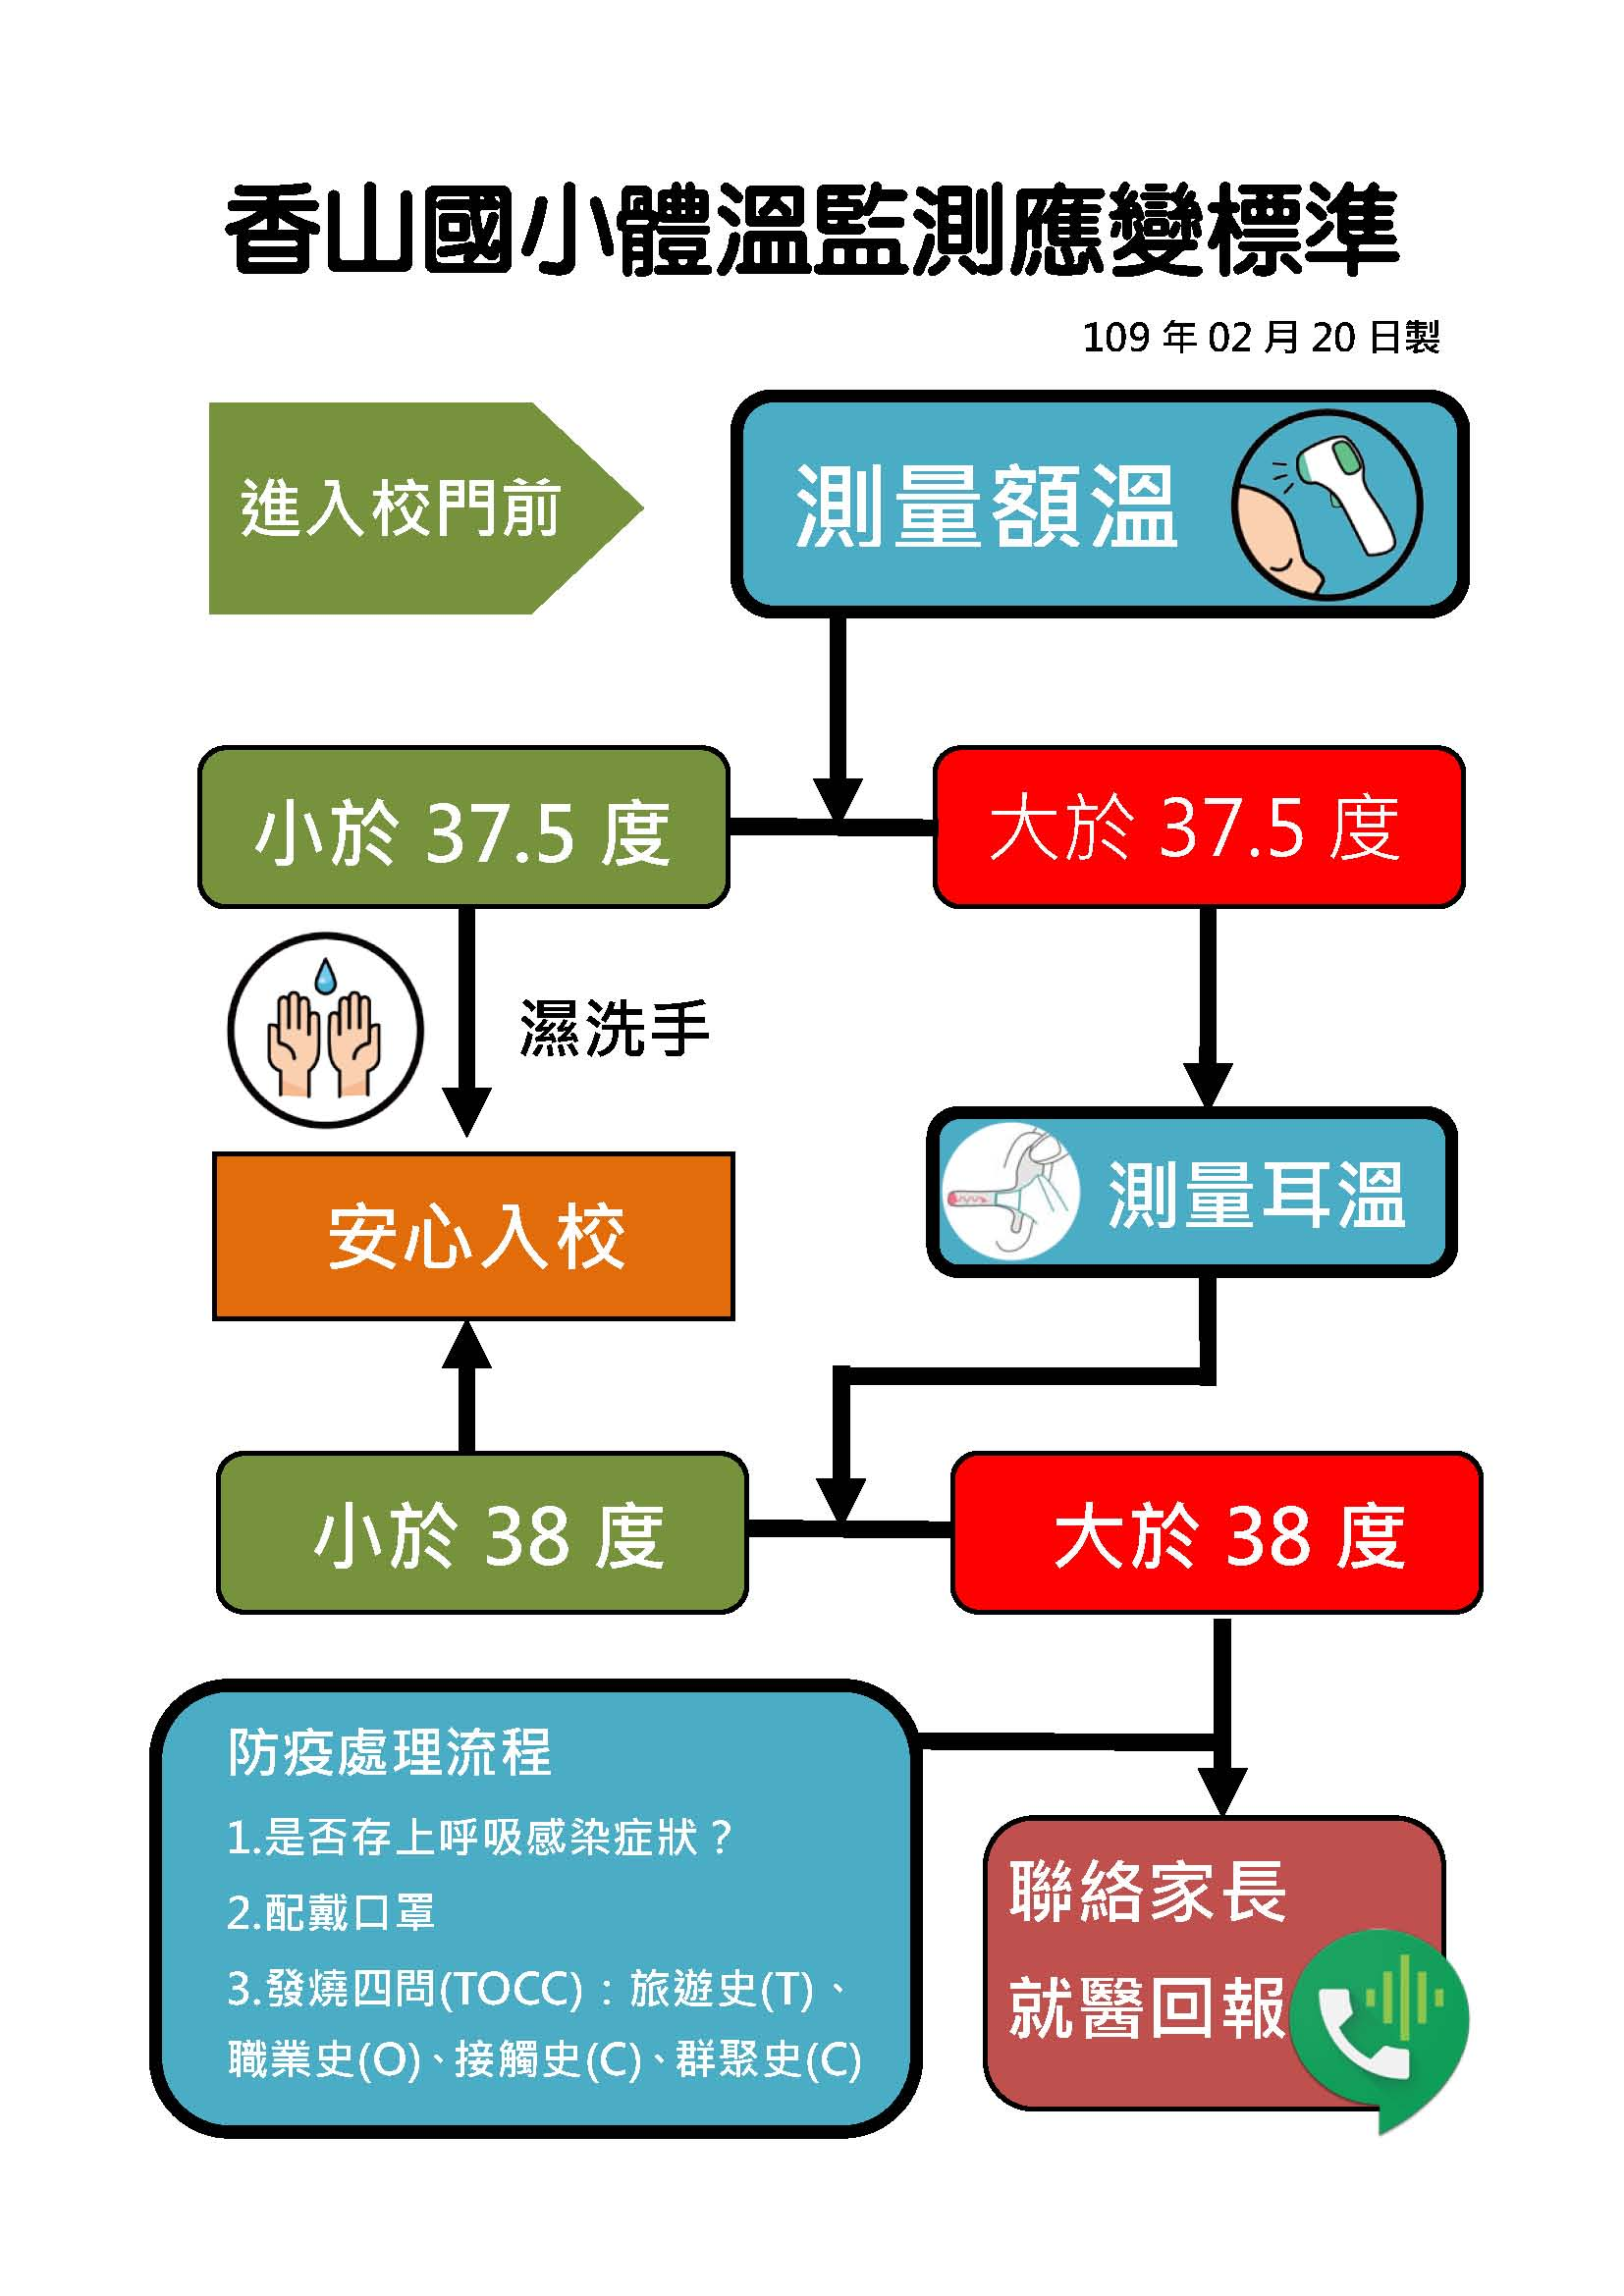 香山國小體溫監測應變標準
109 年 02 月 20 日製
進入校門前
測量額溫
小於 37.5 度
大於 37.5 度
濕洗手
安心入校
測量耳溫
小於 38 度
大於 38 度
防疫處理流程
1.是否存上呼吸感染症狀？
2.配戴口罩
3.發燒四問(TOCC)：旅遊史(T)、
職業史(O)、接觸史(C)、群聚史(C)
聯絡家長
就醫回報